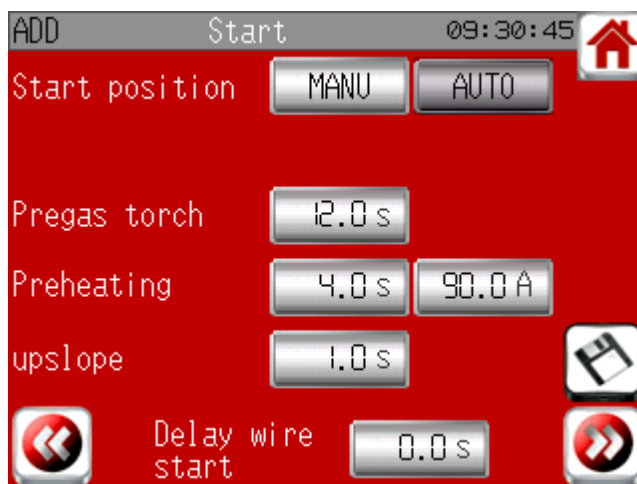 ADD Start 09:30:45
Start position MANU AUTO
Pregas torch 12.0 s
Preheating 4.0 s 90.0 A
upslope 1.0 s
Delay wire
start 0.0 s